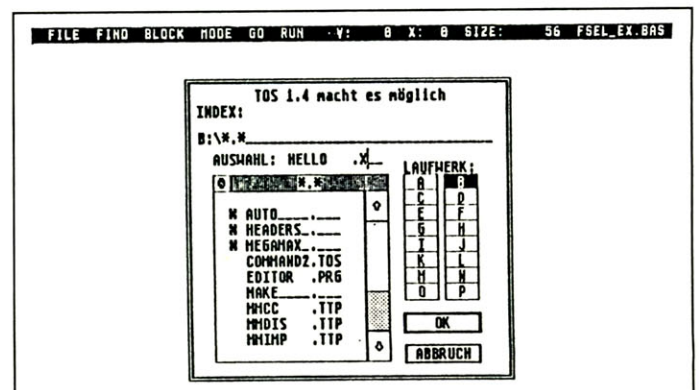 FILE FIND BLOCK MODE GO RUN Y: 0 X: 0 SIZE: 56 FSEL_EX.BAS
TOS 1.4 macht es möglich
INDEX:
B:\*.*
AUSWAHL: HELLO .X
LAUFWERK:
*.*
A B
C D
E F
G H
I J
K L
M N
O P
* AUTO____.___
* HEADERS_.___
* MEGAMAX_.___
COMMAND2.TOS
EDITOR .PRG
MAKE____.___
MMCC .TTP
MMDIS .TTP
MMIMP .TTP
OK
ABBRUCH